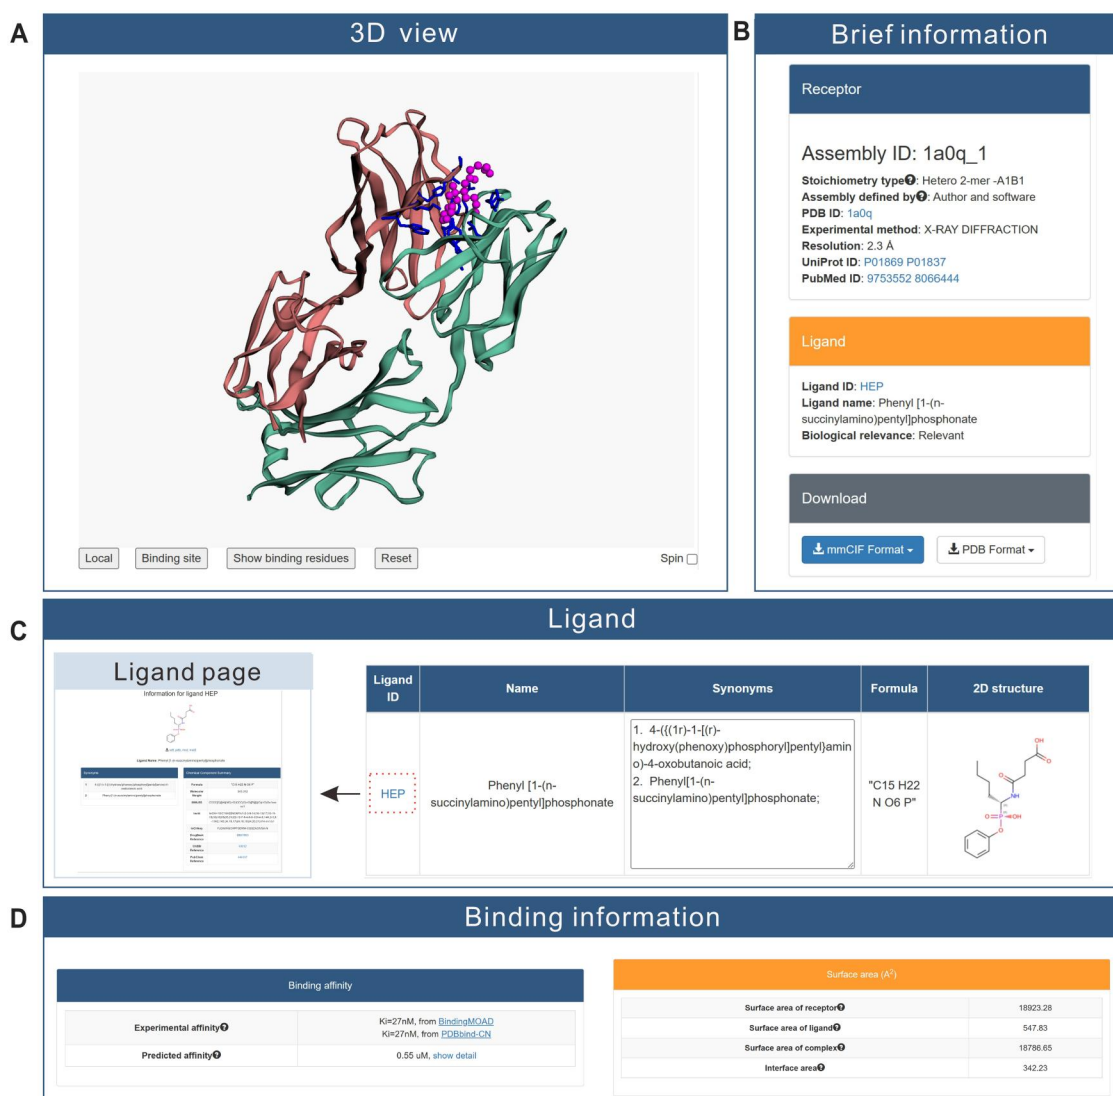 A
3D view
Local
Binding site
Show binding residues
Reset
Spin
B
Brief information
Receptor
Assembly ID: 1a0q_1
Stoichiometry type?: Hetero 2-mer -A1B1
Assembly defined by?: Author and software
PDB ID: 1a0q
Experimental method: X-RAY DIFFRACTION
Resolution: 2.3 Å
UniProt ID: P01869 P01837
PubMed ID: 9753552 8066444
Ligand
Ligand ID: HEP
Ligand name: Phenyl [1-(n-
succinylamino)pentyl]phosphonate
Biological relevance: Relevant
Download
mmCIF Format
PDB Format
C
Ligand
Ligand page
Information for ligand HEP
Ligand ID
Name
Synonyms
Formula
2D structure
HEP
Phenyl [1-(n-
succinylamino)pentyl]phosphonate
1. 4-({(1r)-1-[(r)-
hydroxy(phenoxy)phosphoryl]pentyl}amin
o)-4-oxobutanoic acid;
2. Phenyl[1-(n-
succinylamino)pentyl]phosphonate;
"C15 H22
N O6 P"
OH
O
O
NH
O
P
OH
O
D
Binding information
Binding affinity
Experimental affinity?
Ki=27nM, from BindingMOAD
Ki=27nM, from PDBbind-CN
Predicted affinity?
0.55 uM, show detail
Surface area (A²)
Surface area of receptor? 18923.28
Surface area of ligand? 547.83
Surface area of complex? 18786.65
Interface area? 342.23